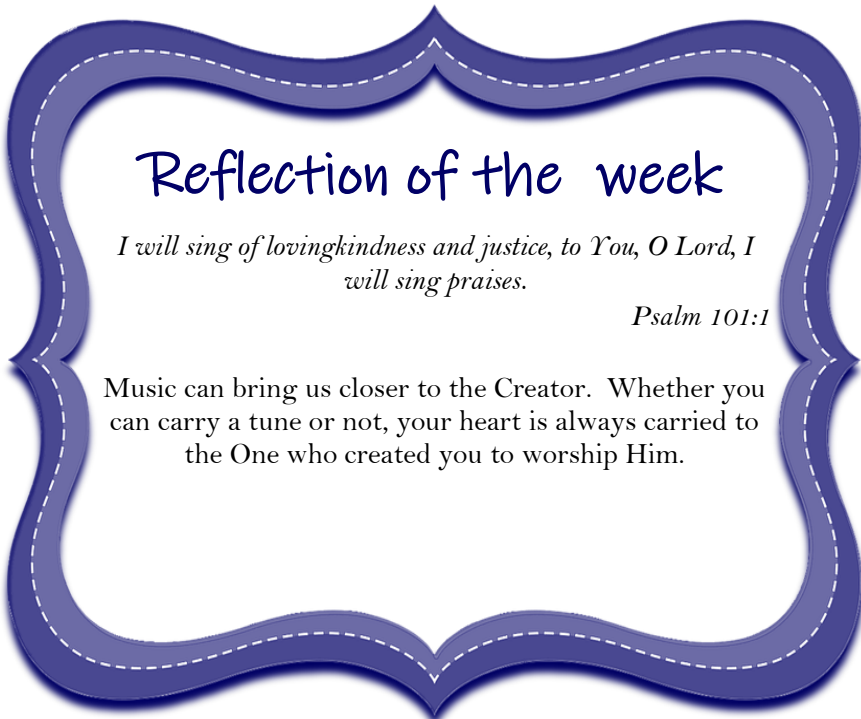 Reflection of the  week
I will sing of lovingkindness and justice, to You, O Lord, I
will sing praises.
Psalm 101:1
Music can bring us closer to the Creator.  Whether you
can carry a tune or not, your heart is always carried to
the One who created you to worship Him.